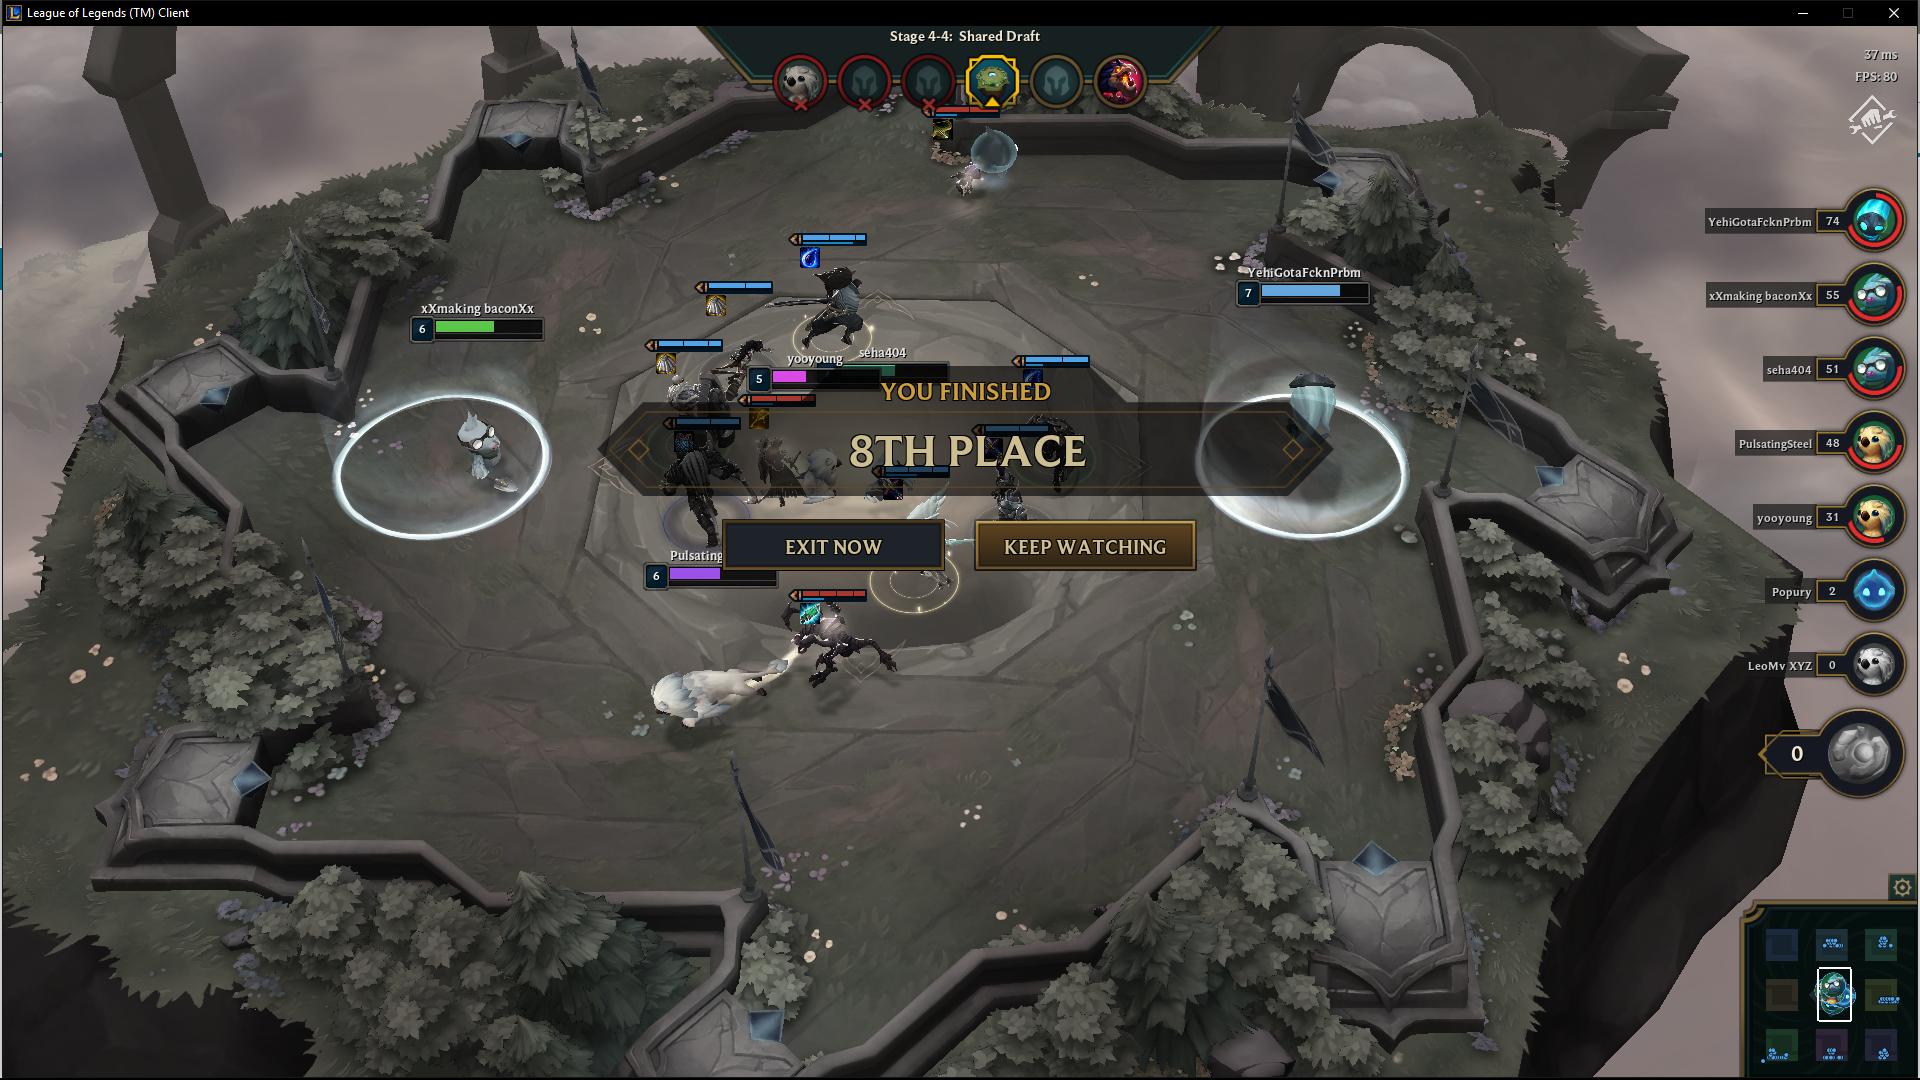 League of Legends (TM) Client
Stage 4-4: Shared Draft
37 ms
FPS: 80
YehiGotaFcknPrbm 74
xXmaking baconXx 55
seha404 51
PulsatingSteel 48
yooyoung 31
Popury 2
LeoMv XYZ 0
0
xXmaking baconXx
6
YehiGotaFcknPrbm
7
yooyoung
seha404
5
YOU FINISHED
8TH PLACE
EXIT NOW
KEEP WATCHING
Pulsating
6